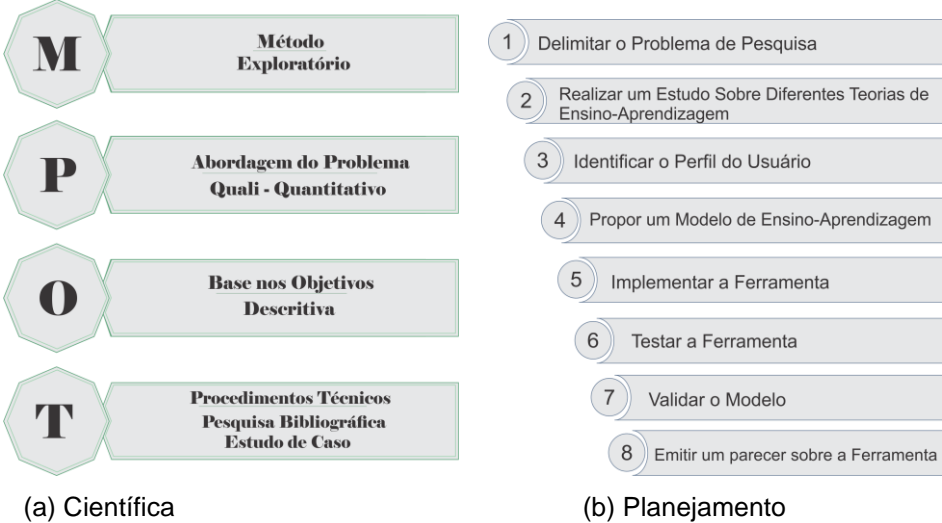 M
Método
Exploratório
P
Abordagem do Problema
Quali - Quantitativo
O
Base nos Objetivos
Descritiva
T
Procedimentos Técnicos
Pesquisa Bibliográfica
Estudo de Caso
(a) Científica
1 Delimitar o Problema de Pesquisa
2 Realizar um Estudo Sobre Diferentes Teorias de
Ensino-Aprendizagem
3 Identificar o Perfil do Usuário
4 Propor um Modelo de Ensino-Aprendizagem
5 Implementar a Ferramenta
6 Testar a Ferramenta
7 Validar o Modelo
8 Emitir um parecer sobre a Ferramenta
(b) Planejamento